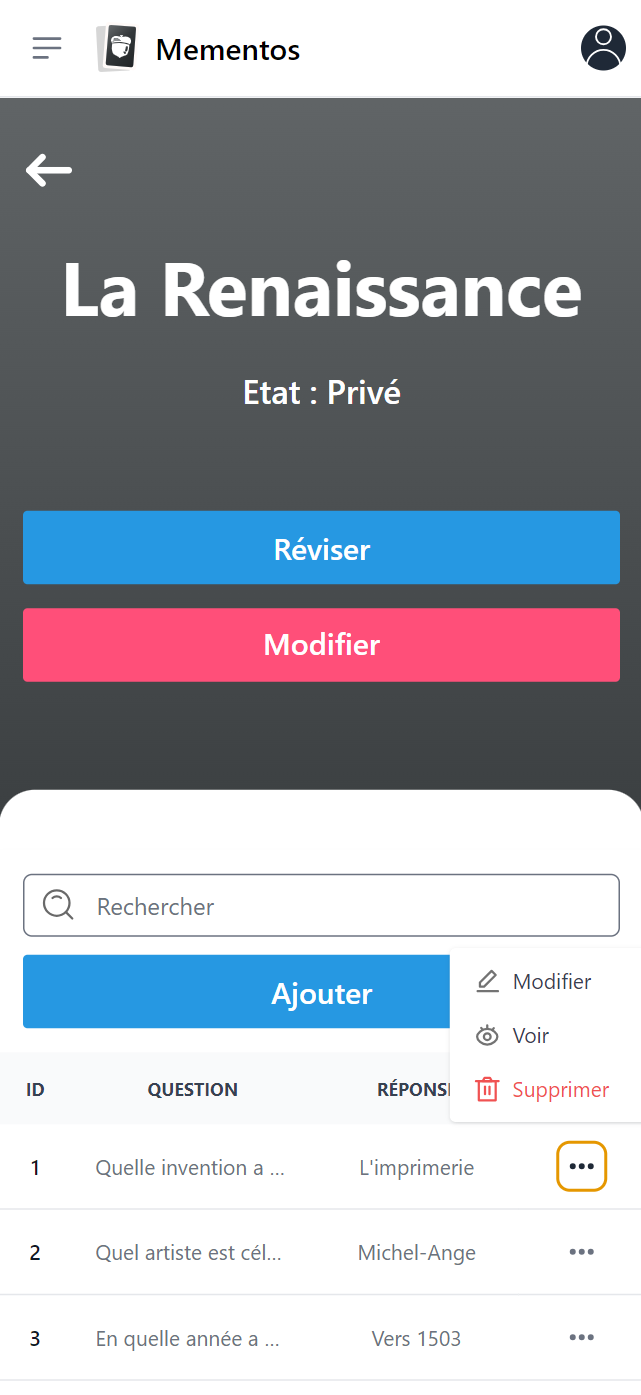 Mementos
La Renaissance
Etat : Privé
Réviser
Modifier
Rechercher
Ajouter
Modifier
Voir
Supprimer
ID QUESTION RÉPONS
1 Quelle invention a ... L'imprimerie
2 Quel artiste est cél... Michel-Ange
3 En quelle année a ... Vers 1503